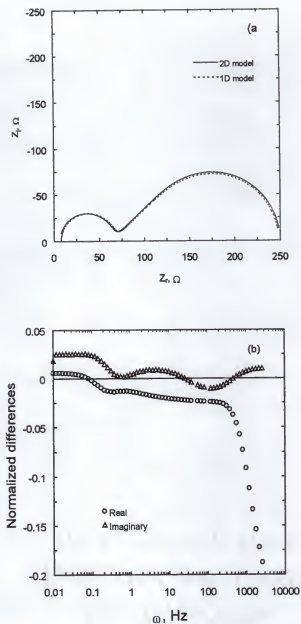 -250
(a
-200
2D model
1D model
-150
Zj, Ω
-100
-50
0
0 50 100 150 200 250
Zr, Ω
0.05
(b)
0
-0.05
Normalized differences
-0.1
Real
Imaginary
-0.15
-0.2
0.01 0.1 1 10 100 1000 10000
ω, Hz